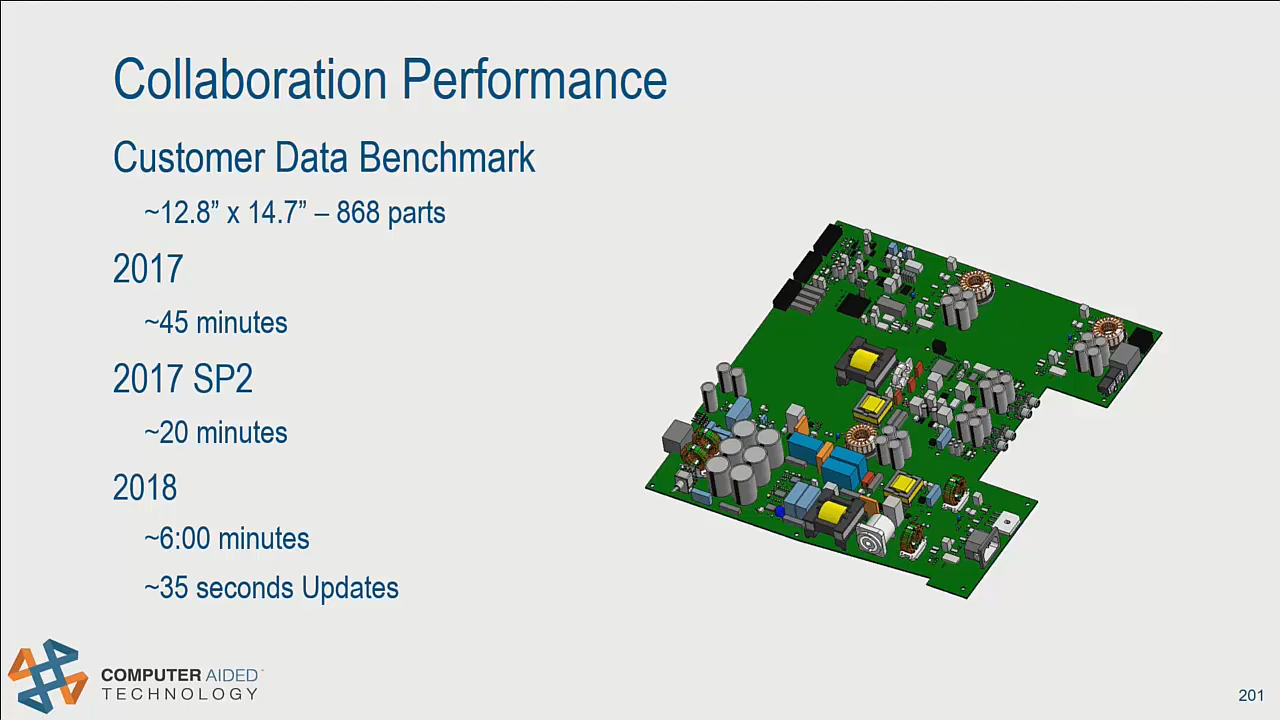 Collaboration Performance
Customer Data Benchmark
~12.8” x 14.7” – 868 parts
2017
~45 minutes
2017 SP2
~20 minutes
2018
~6:00 minutes
~35 seconds Updates
COMPUTER AIDED
TECHNOLOGY
201